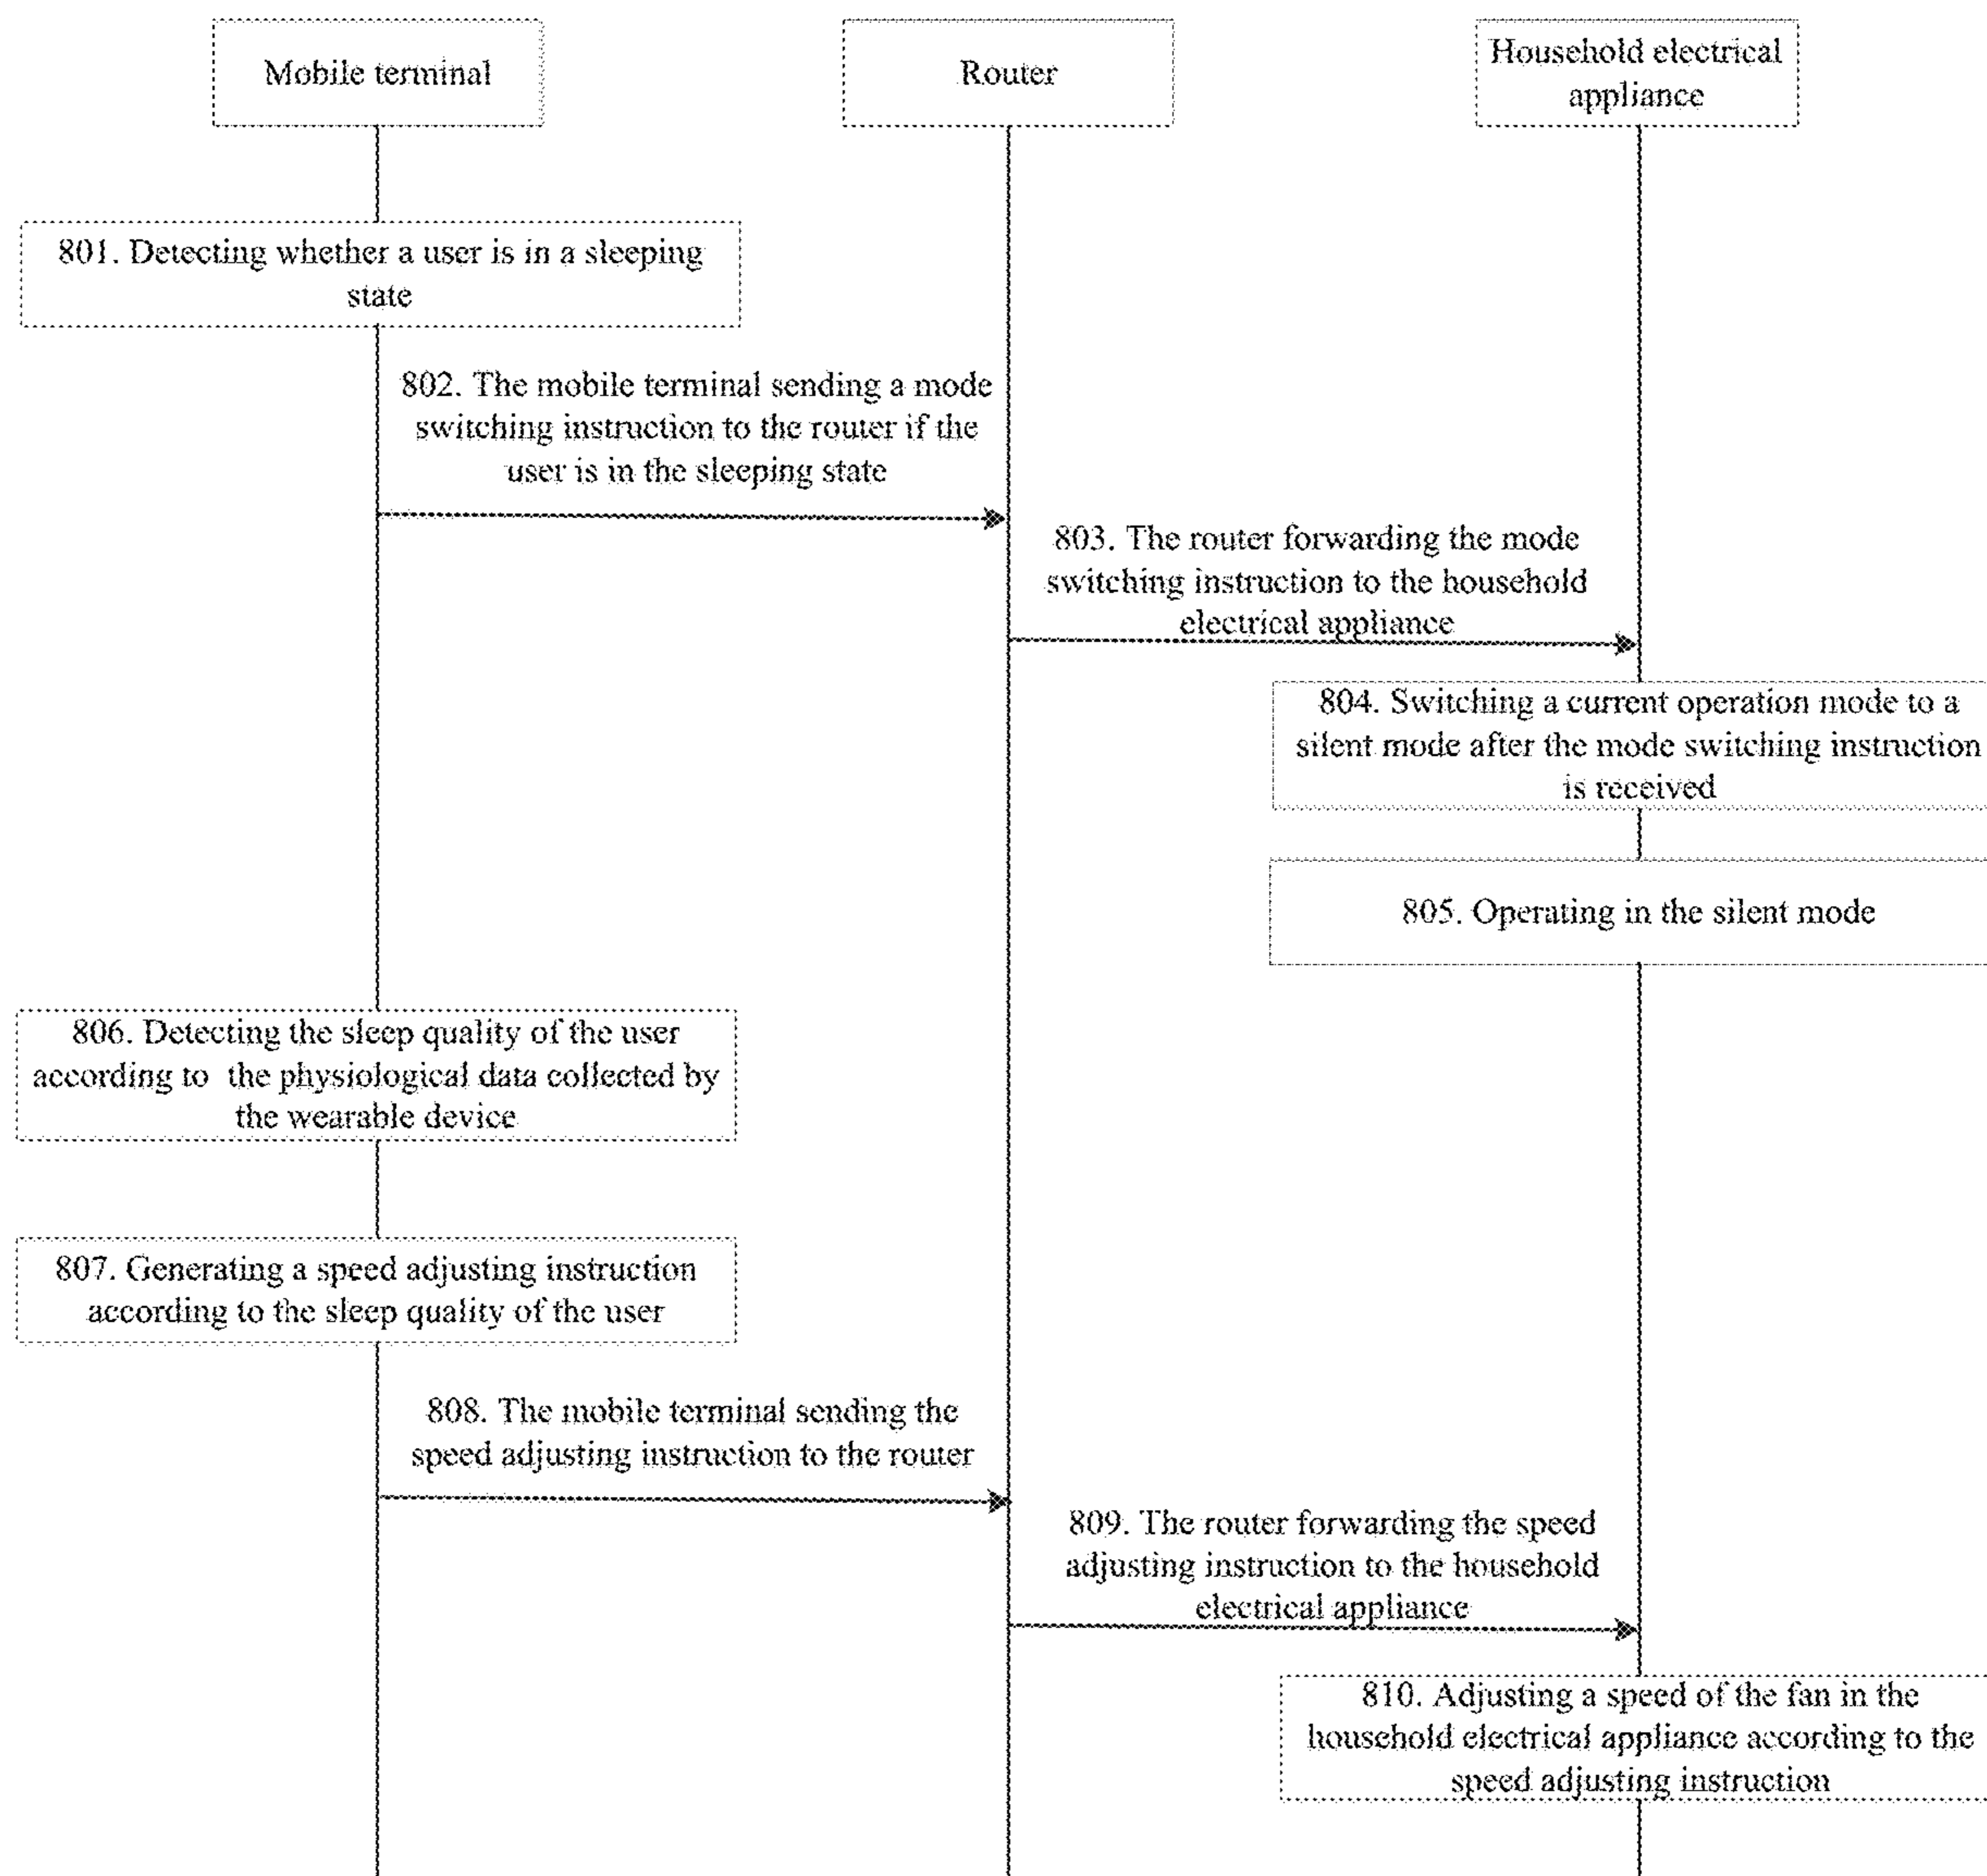 Mobile terminal
Router
Household electrical
appliance
801. Detecting whether a user is in a sleeping
state
802. The mobile terminal sending a mode
switching instruction to the router if the
user is in the sleeping state
803. The router forwarding the mode
switching instruction to the household
electrical appliance
804. Switching a current operation mode to a
silent mode after the mode switching instruction
is received
805. Operating in the silent mode
806. Detecting the sleep quality of the user
according to the physiological data collected by
the wearable device
807. Generating a speed adjusting instruction
according to the sleep quality of the user
808. The mobile terminal sending the
speed adjusting instruction to the router
809. The router forwarding the speed
adjusting instruction to the household
electrical appliance
810. Adjusting a speed of the fan in the
household electrical appliance according to the
speed adjusting instruction